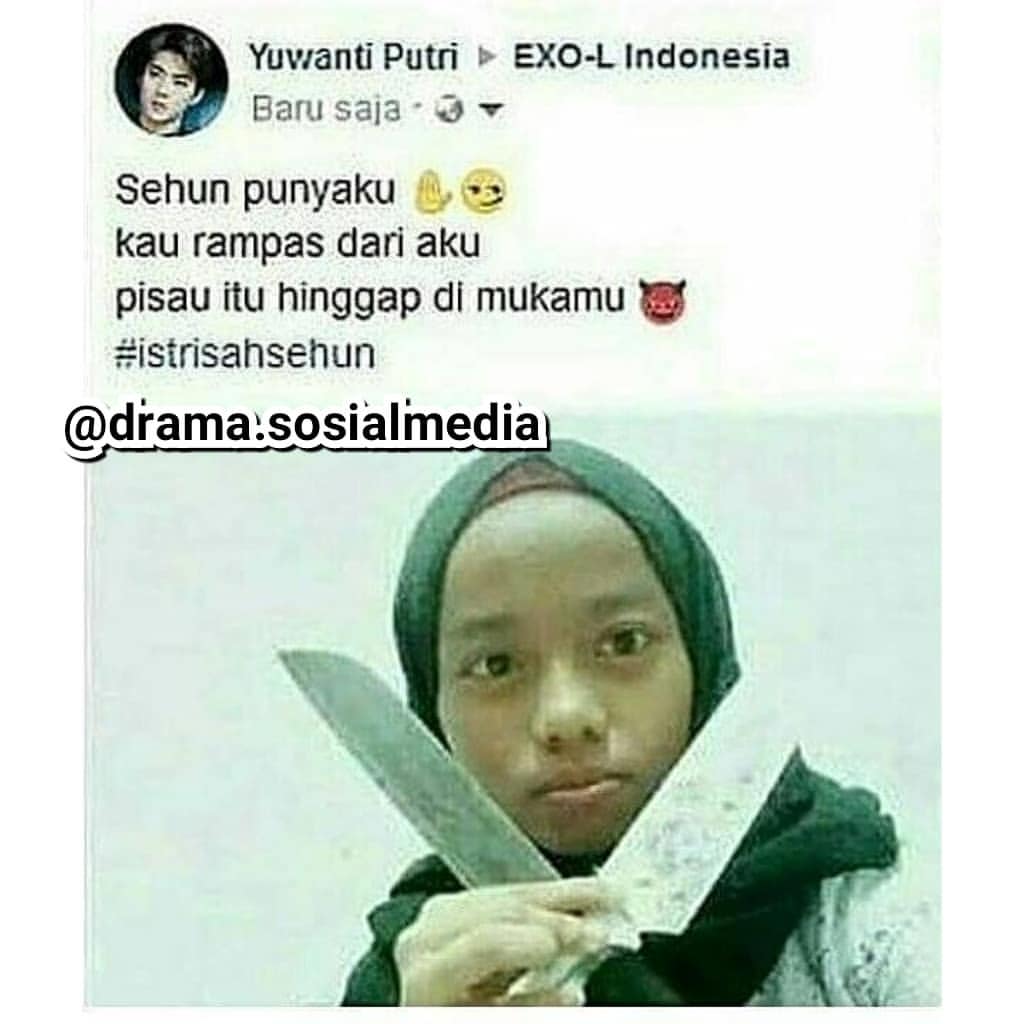 Yuwanti Putri ▶ EXO-L Indonesia
Baru saja ·
Sehun punyaku ✋😏
kau rampas dari aku
pisau itu hinggap di mukamu 👿
#istrisahsehun
@drama.sosialmedia